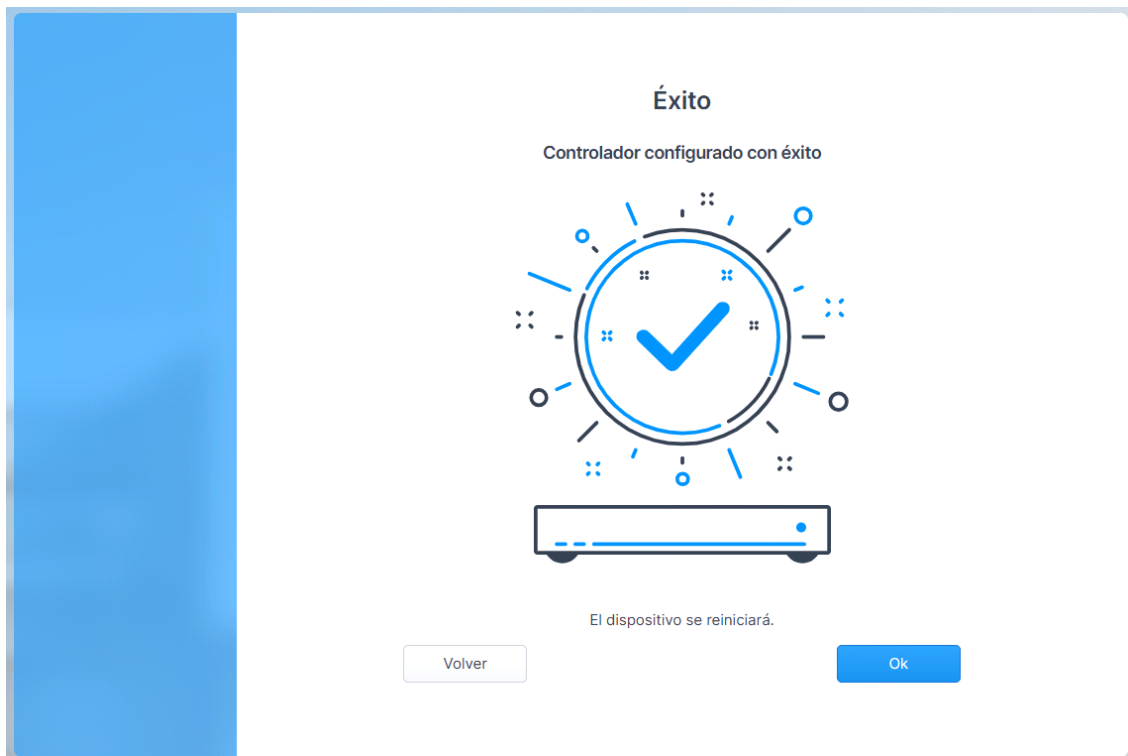 Éxito
Controlador configurado con éxito
El dispositivo se reiniciará.
Volver
Ok